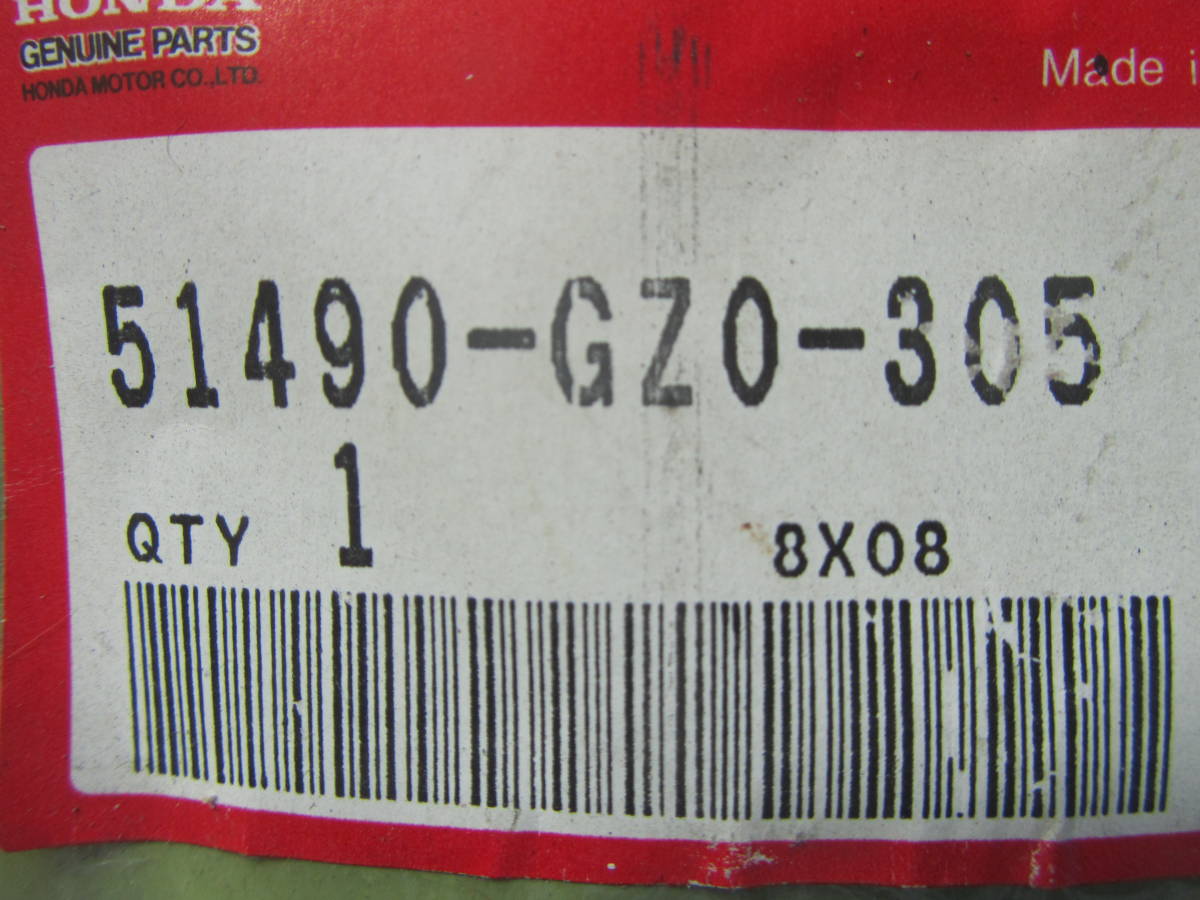 HONDA
GENUINE PARTS
HONDA MOTOR CO.,LTD.
Made i
51490-GZ0-305
QTY 1 8X08